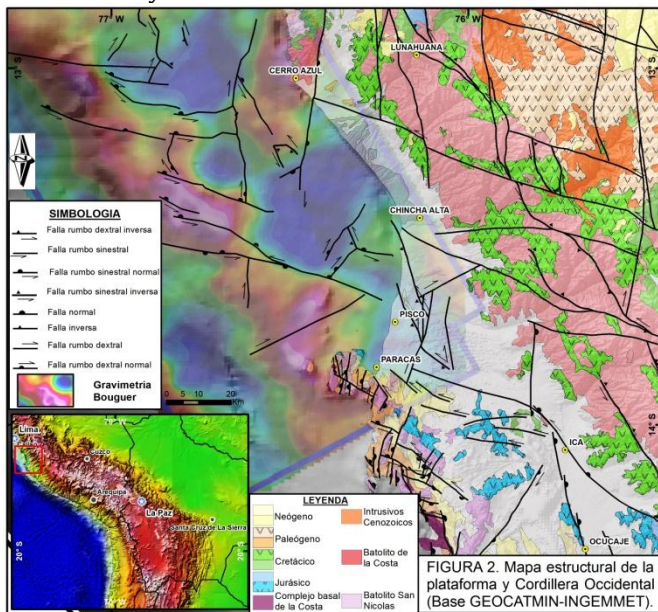 77 W
76 W
13 S
13 S
LUNAHUANA
CERRO AZUL
CHINCHA ALTA
PISCO
PARACAS
ICA
OCUCAJE
14 S
SIMBOLOGIA
Falla rumbo dextral inversa
Falla rumbo sinestral
Falla rumbo sinestral normal
Falla rumbo sinestral inversa
Falla normal
Falla inversa
Falla rumbo dextral
Falla rumbo dextral normal
Gravimetría
Bouguer
0 5 10 20
Km
Lima
Cuzco
Arequipa
La Paz
Santa Cruz de La Sierra
20° S
20° S
LEYENDA
Neógeno
Paleógeno
Cretácico
Jurásico
Complejo basal
de la Costa
Intrusivos
Cenozoicos
Batolito de
la Costa
Batolito San
Nicolas
FIGURA 2. Mapa estructural de la
plataforma y Cordillera Occidental
(Base GEOCATMIN-INGEMMET).